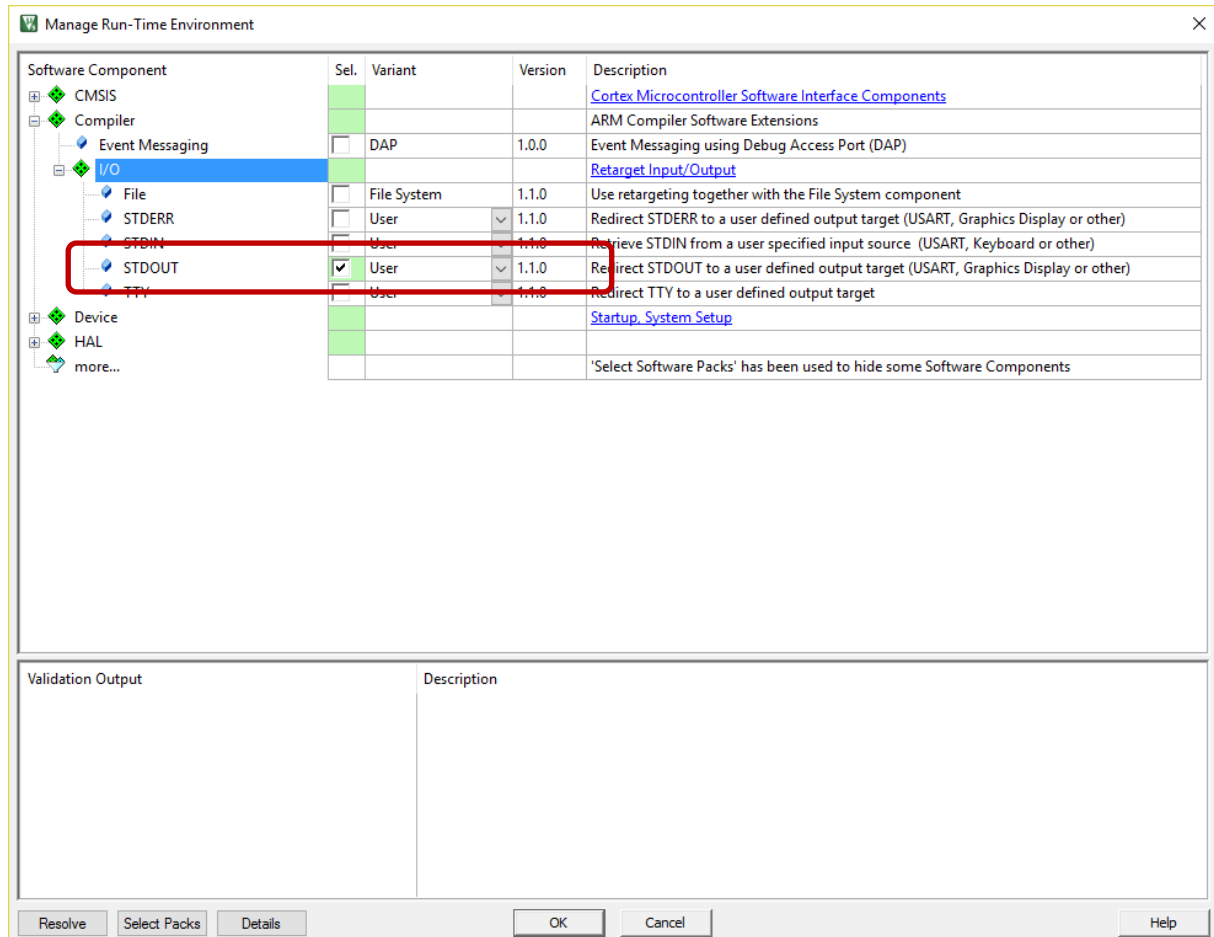 Manage Run-Time Environment
Software Component Sel. Variant Version Description
CMSIS Cortex Microcontroller Software Interface Components
Compiler ARM Compiler Software Extensions
Event Messaging DAP 1.0.0 Event Messaging using Debug Access Port (DAP)
I/O Retarget Input/Output
File File System 1.1.0 Use retargeting together with the File System component
STDERR User 1.1.0 Redirect STDERR to a user defined output target (USART, Graphics Display or other)
STDIN User 1.1.0 Retrieve STDIN from a user specified input source (USART, Keyboard or other)
STDOUT User 1.1.0 Redirect STDOUT to a user defined output target (USART, Graphics Display or other)
TTY User 1.1.0 Redirect TTY to a user defined output target
Device Startup, System Setup
HAL
more... 'Select Software Packs' has been used to hide some Software Components
Validation Output Description
Resolve Select Packs Details OK Cancel Help